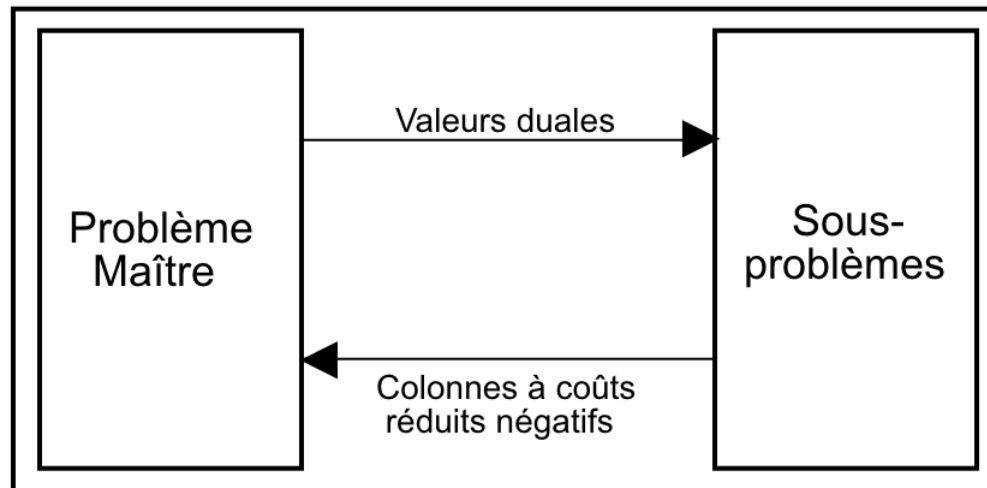 Valeurs duales
Problème
Maître
Sous-
problèmes
Colonnes à coûts
réduits négatifs